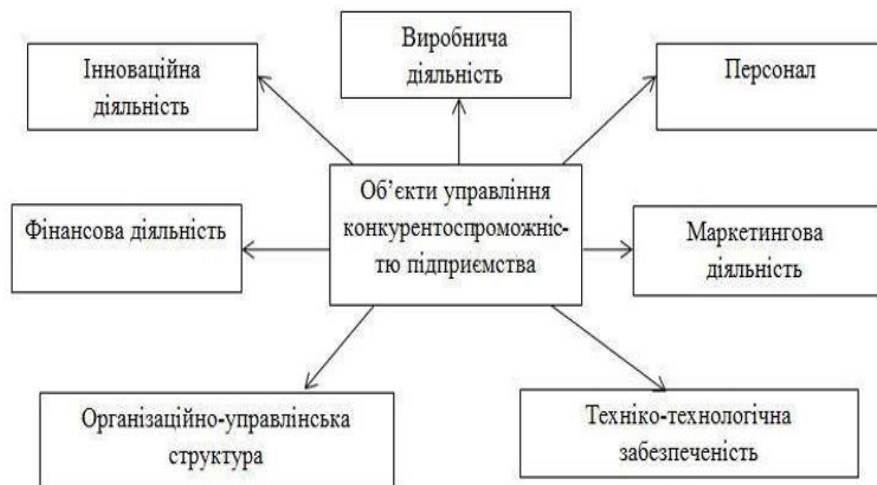 Інноваційна
діяльність
Виробнича
діяльність
Персонал
Фінансова діяльність
Об’єкти управління
конкурентоспроможніс-
тю підприємства
Маркетингова
діяльність
Організаційно-управлінська
структура
Техніко-технологічна
забезпеченість